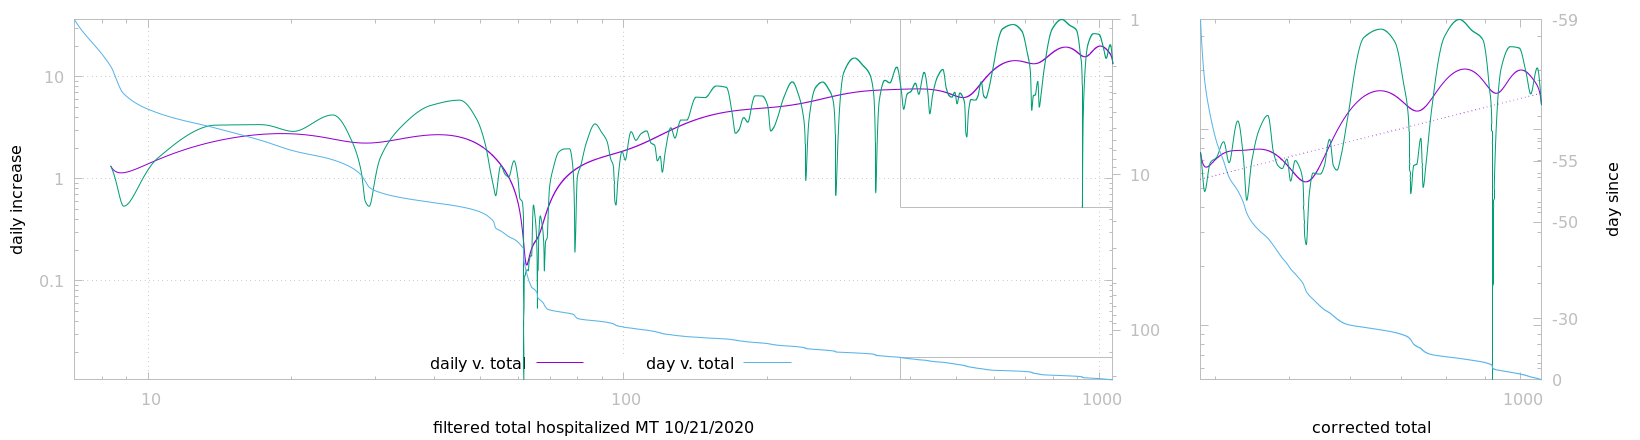 daily increase
10
1
0.1
1
10
100
daily v. total
day v. total
10
100
1000
filtered total hospitalized MT 10/21/2020
-59
-55
-50
-30
0
day since
1000
corrected total